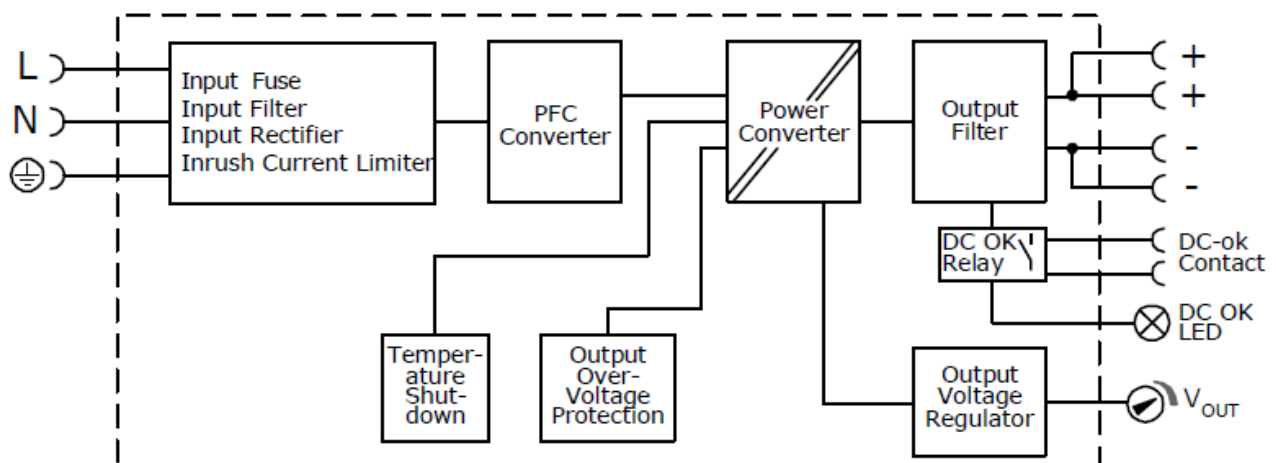 L
N
Input Fuse
Input Filter
Input Rectifier
Inrush Current Limiter
PFC
Converter
Power
Converter
Output
Filter
+
+
-
-
DC OK
Relay
DC-ok
Contact
DC OK
LED
Temper-
ature
Shut-
down
Output
Over-
Voltage
Protection
Output
Voltage
Regulator
VOUT